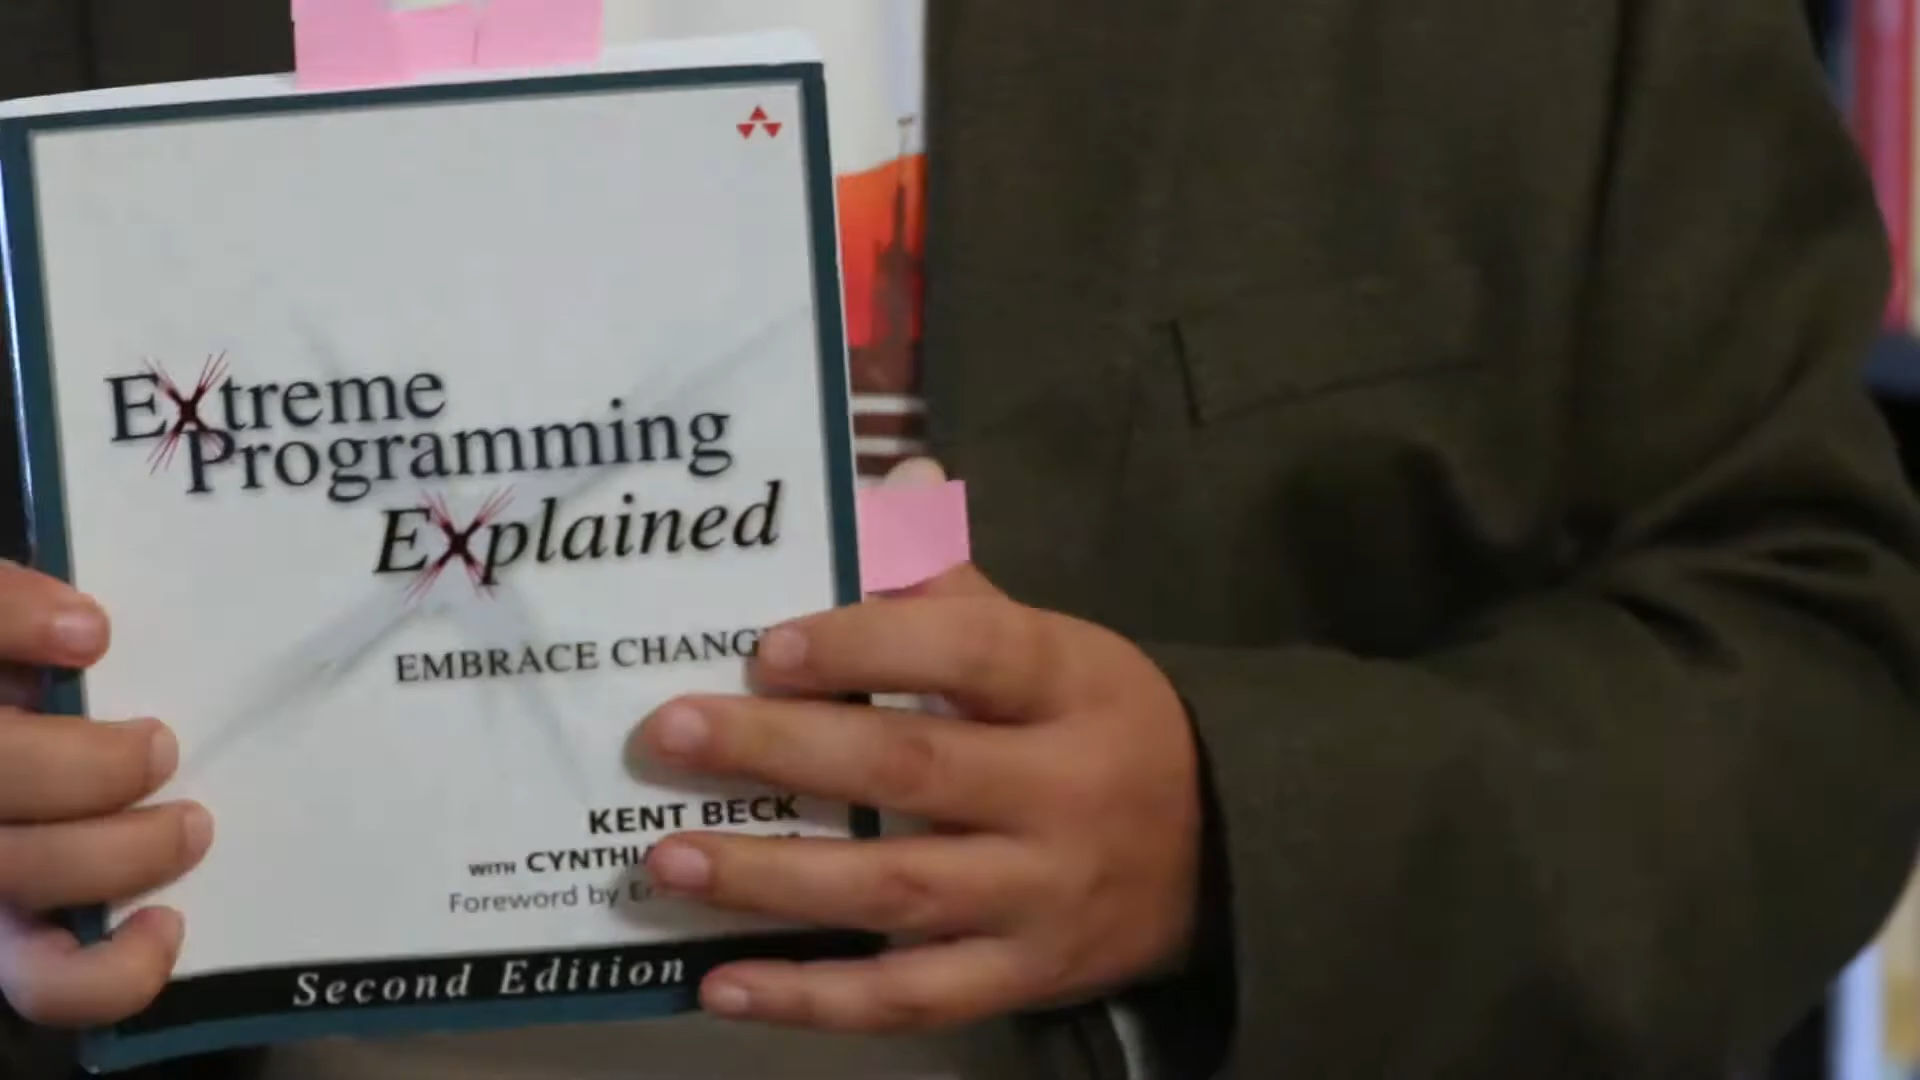 Extreme
Programming
Explained
EMBRACE CHANG
KENT BECK
WITH CYNTHIA
Foreword by
Second Edition